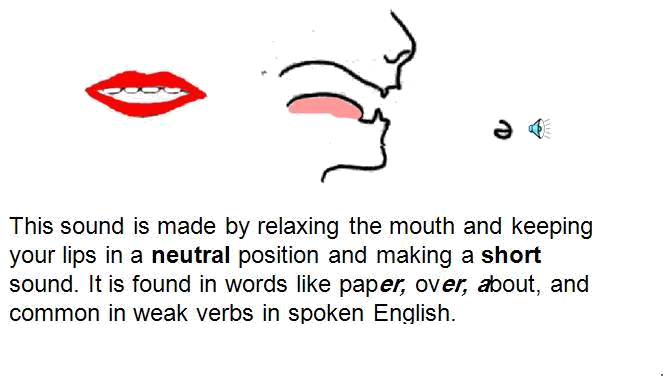 ə
This sound is made by relaxing the mouth and keeping
your lips in a neutral position and making a short
sound. It is found in words like paper, over, about, and
common in weak verbs in spoken English.